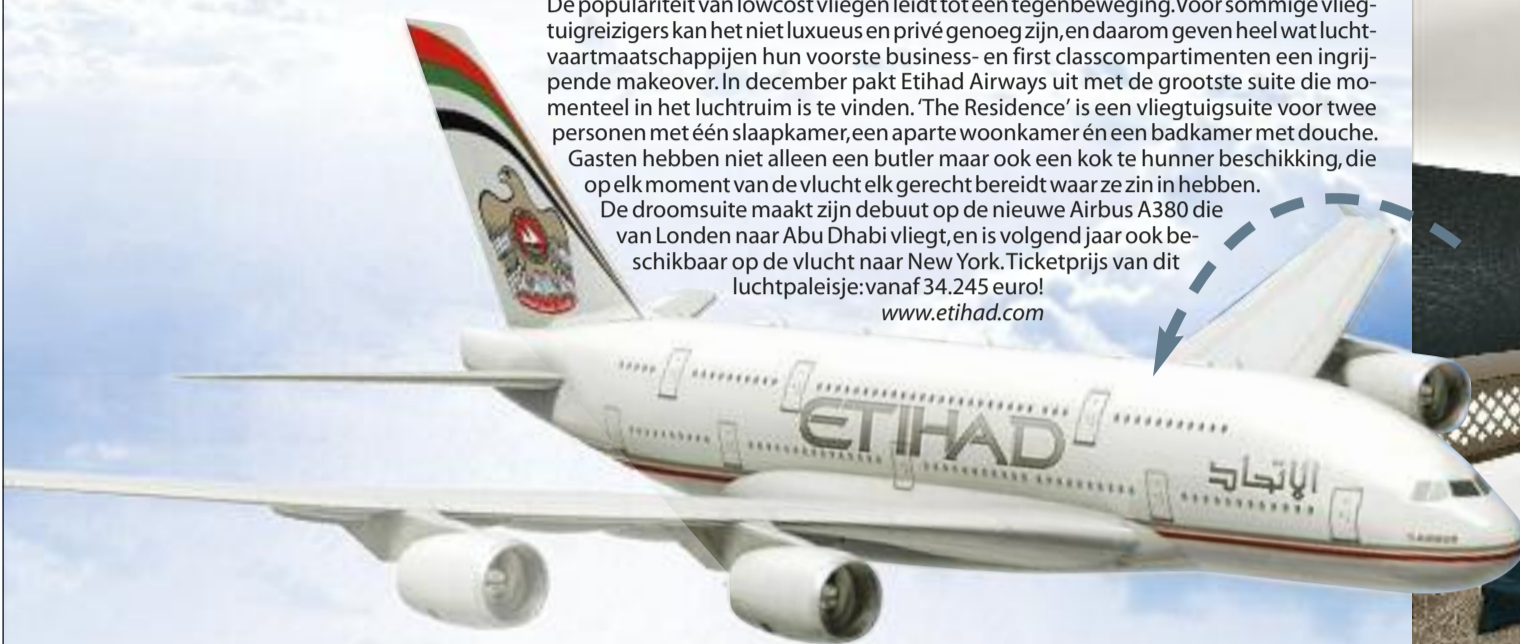 De populariteit van lowcost vliegen leidt tot een tegenbeweging. Voor sommige vlieg-
tuigreizigers kan het niet luxueus en privé genoeg zijn, en daarom geven heel wat lucht-
vaartmaatschappijen hun voorste business- en first classcompartimenten een ingrij-
pende makeover. In december pakt Etihad Airways uit met de grootste suite die mo-
menteel in het luchtruim is te vinden. ‘The Residence’ is een vliegtuigsuite voor twee
personen met één slaapkamer, een aparte woonkamer én een badkamer met douche.
Gasten hebben niet alleen een butler maar ook een kok te hunner beschikking, die
op elk moment van de vlucht elk gerecht bereidt waar ze zin in hebben.
De droomsuite maakt zijn debuut op de nieuwe Airbus A380 die
van Londen naar Abu Dhabi vliegt, en is volgend jaar ook be-
schikbaar op de vlucht naar New York. Ticketprijs van dit
luchtpaleisje: vanaf 34.245 euro!
www.etihad.com
ETIHAD
الإتحاد